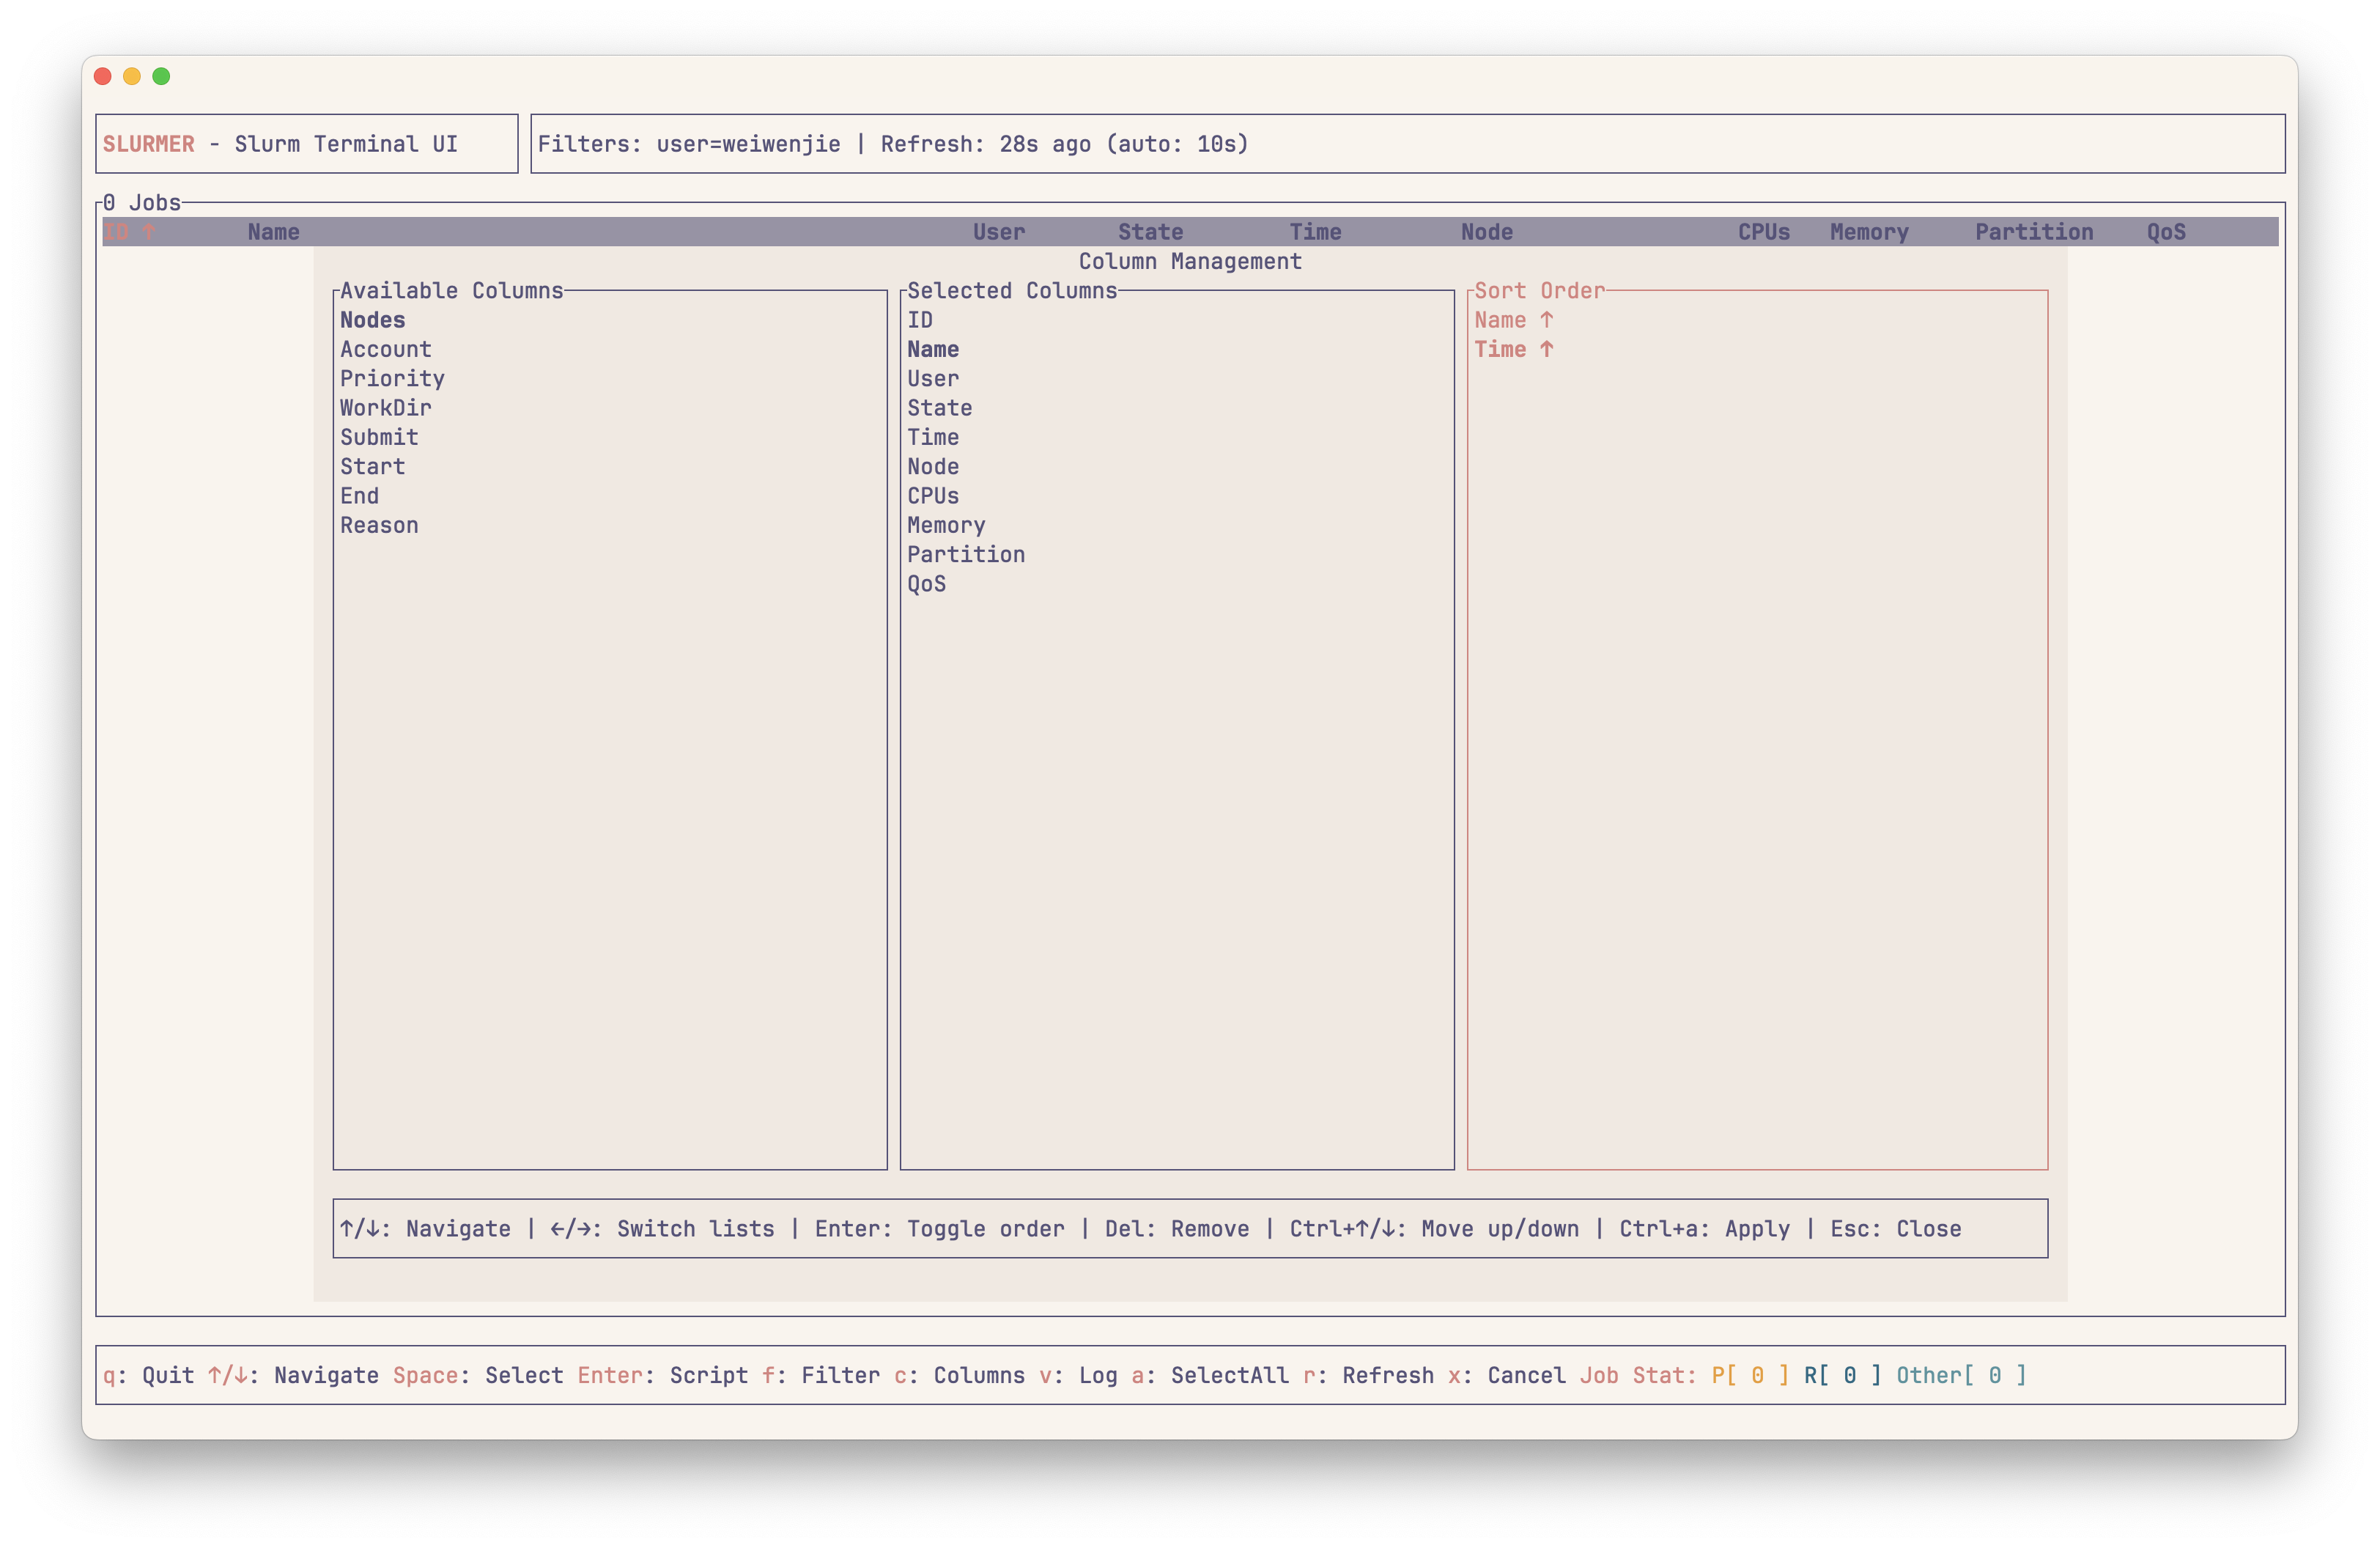 SLURMER - Slurm Terminal UI
Filters: user=weiwenjie | Refresh: 28s ago (auto: 10s)
0 Jobs
ID ↑ Name User State Time Node CPUs Memory Partition QoS
Column Management
Available Columns
Nodes
Account
Priority
WorkDir
Submit
Start
End
Reason
Selected Columns
ID
Name
User
State
Time
Node
CPUs
Memory
Partition
QoS
Sort Order
Name ↑
Time ↑
↑/↓: Navigate | ←/→: Switch lists | Enter: Toggle order | Del: Remove | Ctrl+↑/↓: Move up/down | Ctrl+a: Apply | Esc: Close
q: Quit ↑/↓: Navigate Space: Select Enter: Script f: Filter c: Columns v: Log a: SelectAll r: Refresh x: Cancel Job Stat: P[ 0 ] R[ 0 ] Other[ 0 ]